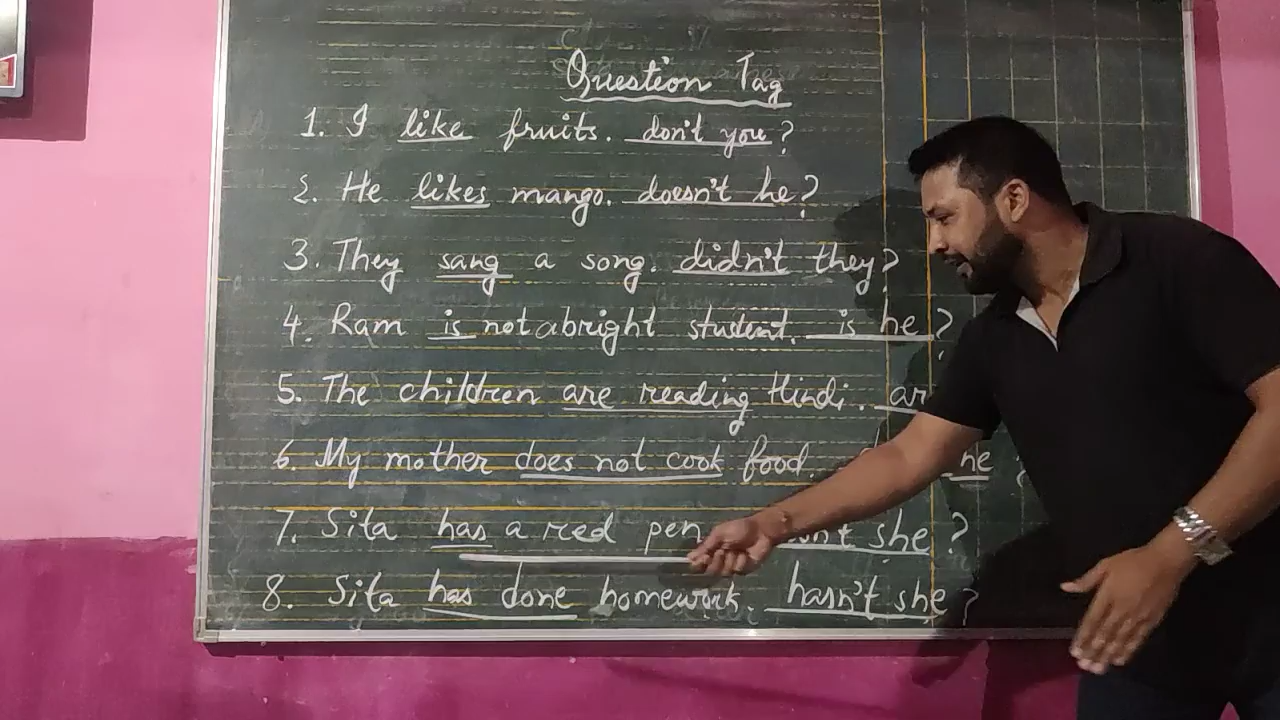 Question Tag
1. I like fruits. don't you?
2. He likes mango. doesn't he?
3. They sang a song. didn't they?
4. Ram is not a bright student. is he?
5. The children are reading Hindi.
6. My mother does not cook food. ?
7. Sita has a red pen she?
8. Sita has done homework. hasn't she?